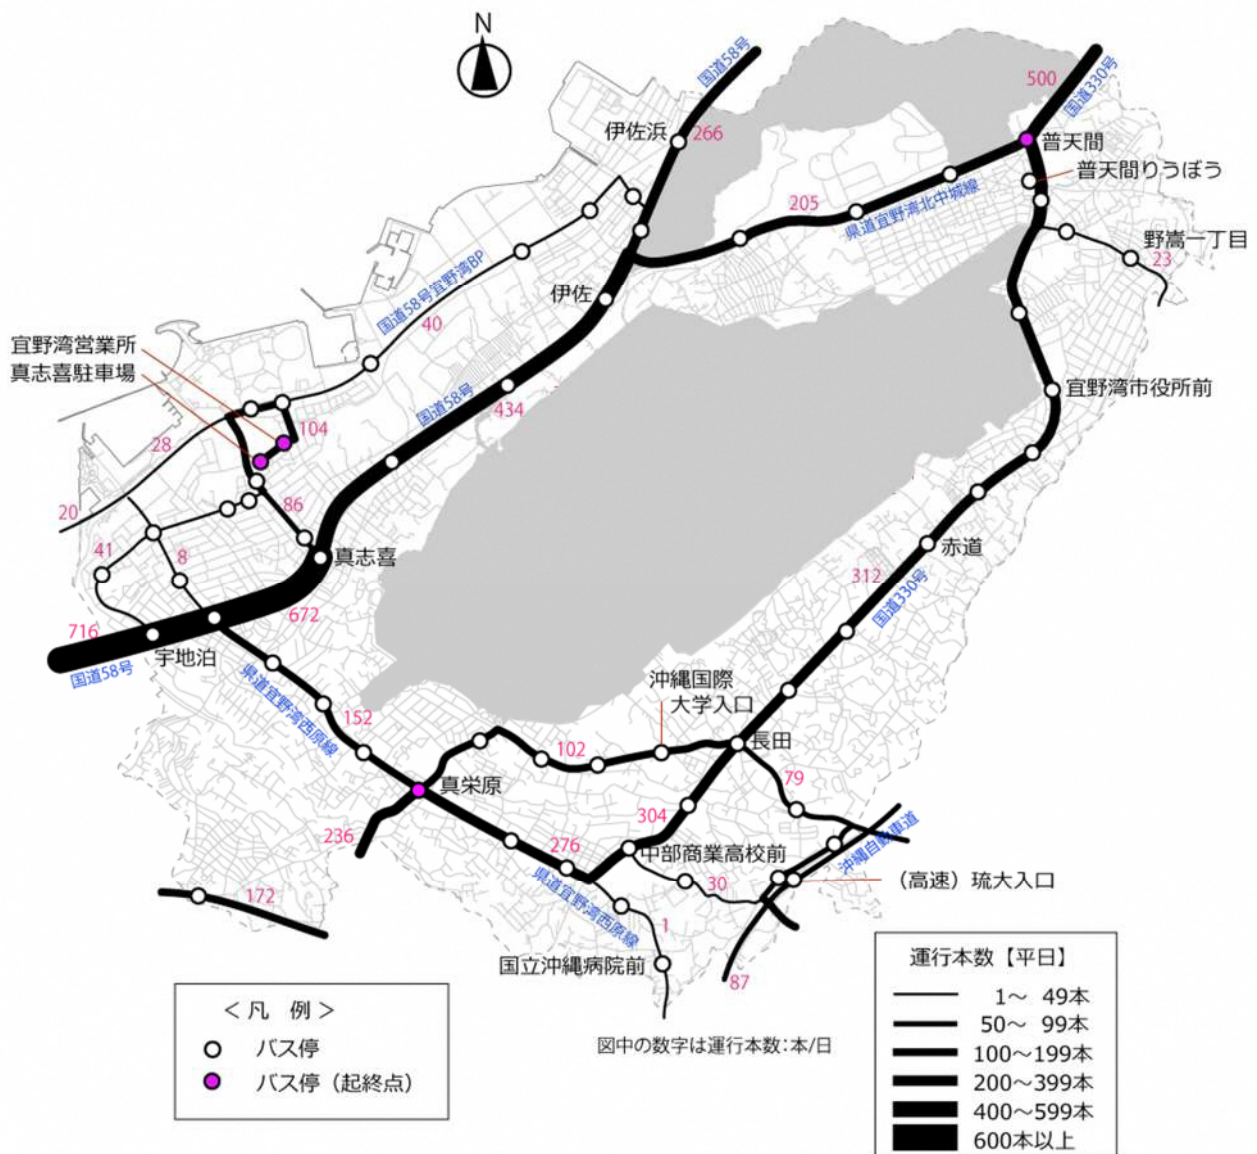 N
国道58号
500
国道330号
伊佐浜
266
普天間
普天間りうぼう
205
県道宜野湾北中城線
野嵩一丁目
23
国道58号宜野湾BP
伊佐
40
宜野湾営業所
真志喜駐車場
国道58号
434
宜野湾市役所前
104
28
20
86
41
8
真志喜
赤道
312
国道330号
672
716
国道58号
宇地泊
県道宜野湾西原線
152
沖縄国際
大学入口
102
長田
79
真栄原
304
236
276
中部商業高校前
沖縄自動車道
30
(高速)琉大入口
県道宜野湾西原線
172
1
国立沖縄病院前
87
図中の数字は運行本数:本/日
<凡 例>
バス停
バス停(起終点)
運行本数【平日】
1~ 49本
50~ 99本
100~199本
200~399本
400~599本
600本以上